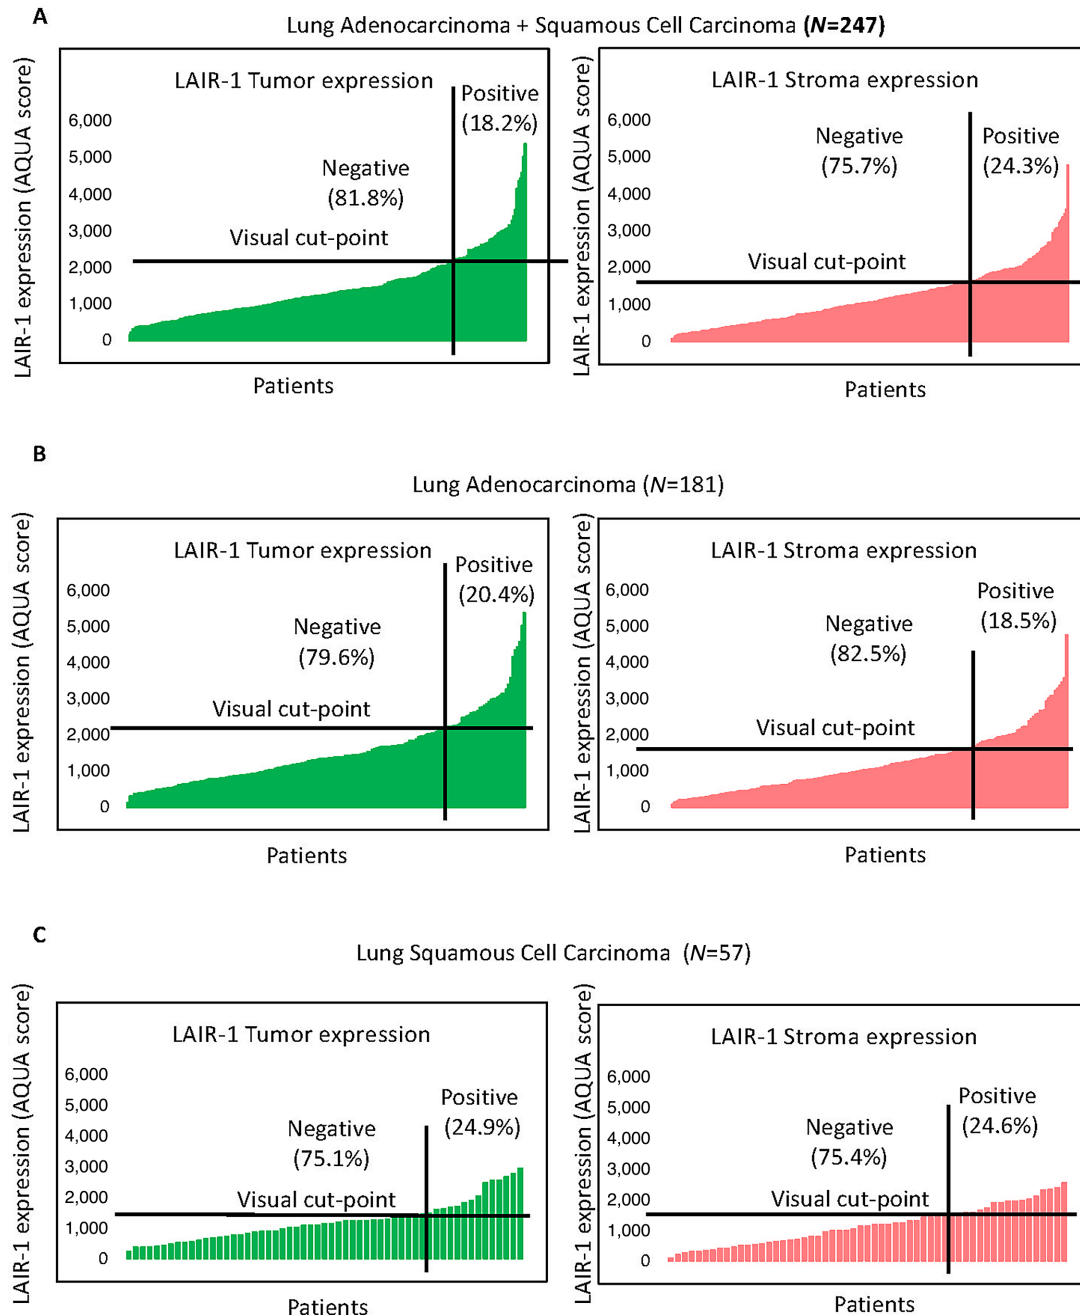 A
Lung Adenocarcinoma + Squamous Cell Carcinoma (N=247)
LAIR-1 expression (AQUA score)
LAIR-1 Tumor expression
Positive
(18.2%)
Negative
(81.8%)
Visual cut-point
6,000
5,000
4,000
3,000
2,000
1,000
0
Patients
LAIR-1 expression (AQUA score)
LAIR-1 Stroma expression
Negative
(75.7%)
Positive
(24.3%)
Visual cut-point
6,000
5,000
4,000
3,000
2,000
1,000
0
Patients
B
Lung Adenocarcinoma (N=181)
LAIR-1 expression (AQUA score)
LAIR-1 Tumor expression
Positive
(20.4%)
Negative
(79.6%)
Visual cut-point
6,000
5,000
4,000
3,000
2,000
1,000
0
Patients
LAIR-1 expression (AQUA score)
LAIR-1 Stroma expression
Positive
(18.5%)
Negative
(82.5%)
Visual cut-point
6,000
5,000
4,000
3,000
2,000
1,000
0
Patients
C
Lung Squamous Cell Carcinoma (N=57)
LAIR-1 expression (AQUA score)
LAIR-1 Tumor expression
Positive
(24.9%)
Negative
(75.1%)
Visual cut-point
6,000
5,000
4,000
3,000
2,000
1,000
0
Patients
LAIR-1 expression (AQUA score)
LAIR-1 Stroma expression
Positive
(24.6%)
Negative
(75.4%)
Visual cut-point
6,000
5,000
4,000
3,000
2,000
1,000
0
Patients